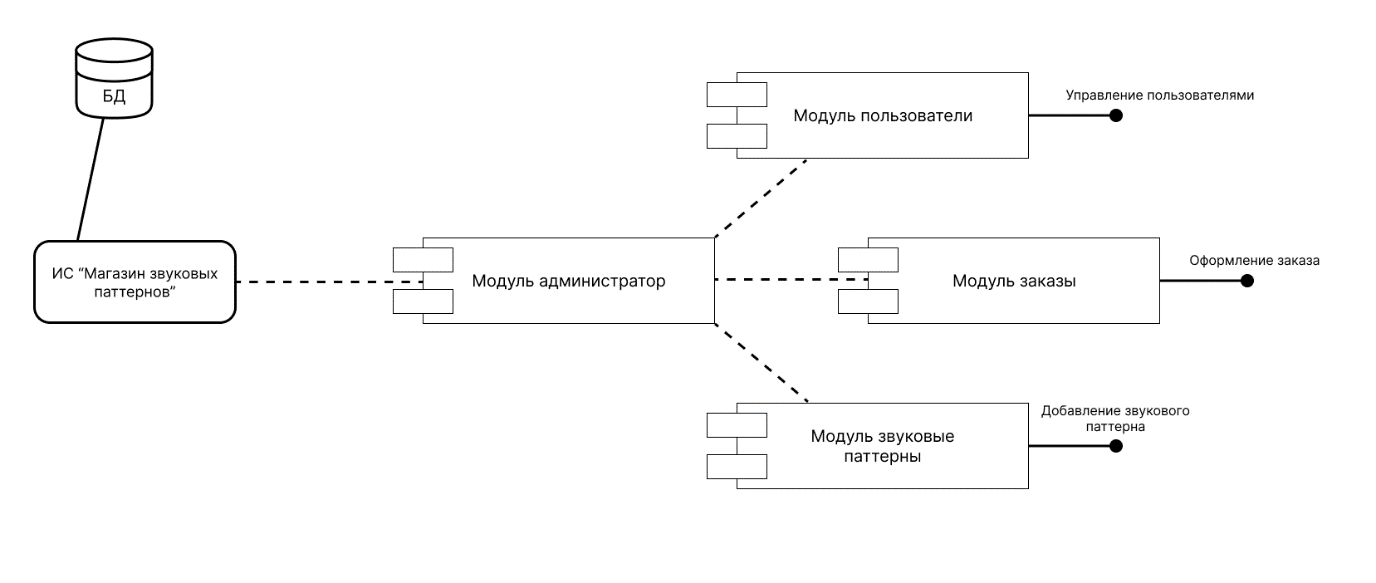 БД
Модуль пользователи
Управление пользователями
ИС “Магазин звуковых
паттернов”
Модуль администратор
Модуль заказы
Оформление заказа
Модуль звуковые
паттерны
Добавление звукового
паттерна